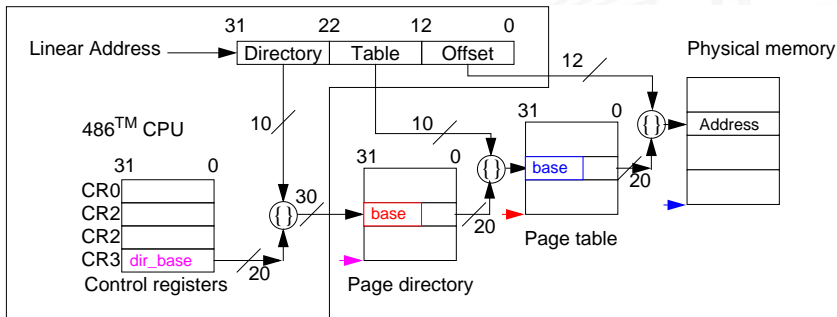 31 22 12 0
Linear Address
Directory Table Offset
12
Physical memory
486TM CPU
10
10
31 0
Address
31 0
31 0
{}
{}
{}
CR0
CR2
CR2
CR3
dir_base
30
base
base
20
20
20
Control registers
Page directory
Page table